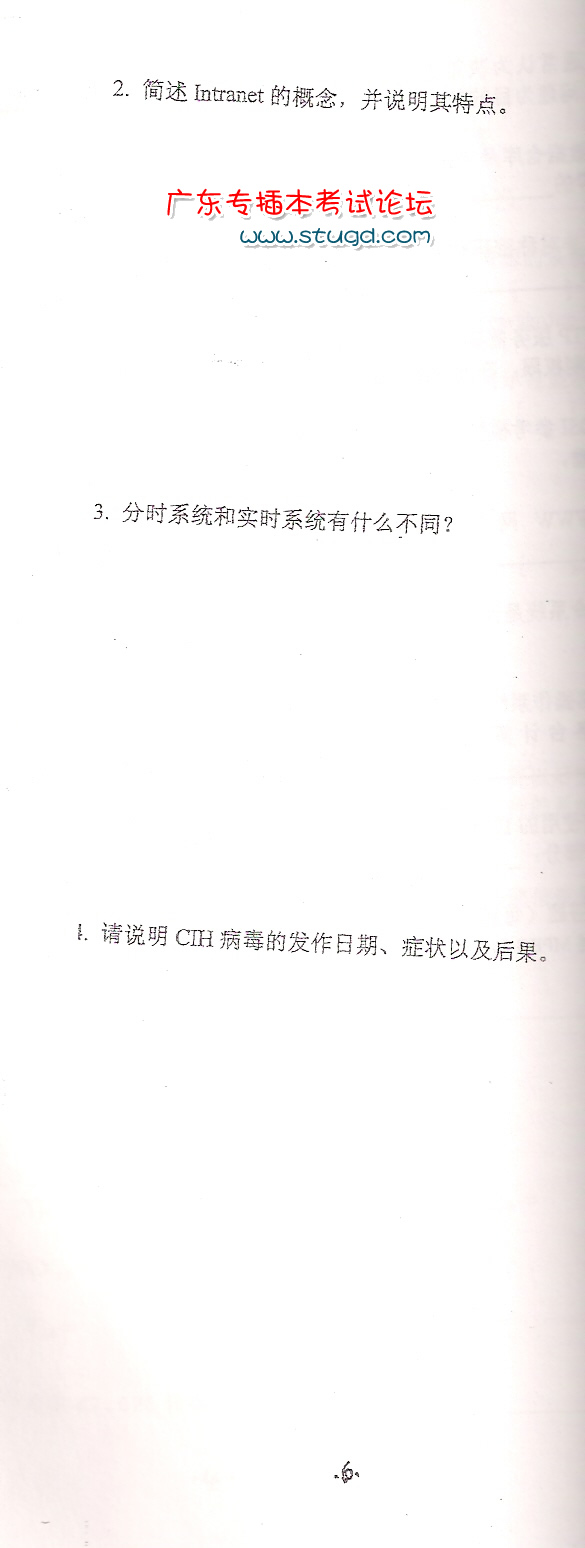 2. 简述 Intranet 的概念，并说明其特点。
广东专插本考试论坛
www.stugd.com
3. 分时系统和实时系统有什么不同？
4. 请说明 CIH 病毒的发作日期、症状以及后果。
·6·